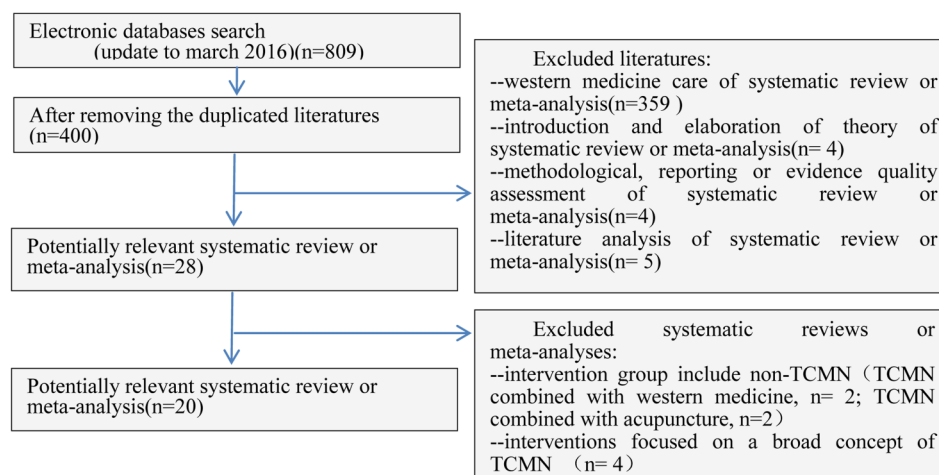 Electronic databases search
(update to march 2016)(n=809)
After removing the duplicated literatures
(n=400)
Potentially relevant systematic review or
meta-analysis(n=28)
Potentially relevant systematic review or
meta-analysis(n=20)
Excluded literatures:
--western medicine care of systematic review or
meta-analysis(n=359 )
--introduction and elaboration of theory of
systematic review or meta-analysis(n= 4)
--methodological, reporting or evidence quality
assessment of systematic review or
meta-analysis(n=4)
--literature analysis of systematic review or
meta-analysis(n= 5)
Excluded systematic reviews or
meta-analyses:
--intervention group include non-TCMN（TCMN
combined with western medicine, n= 2; TCMN
combined with acupuncture, n=2）
--interventions focused on a broad concept of
TCMN （n= 4）